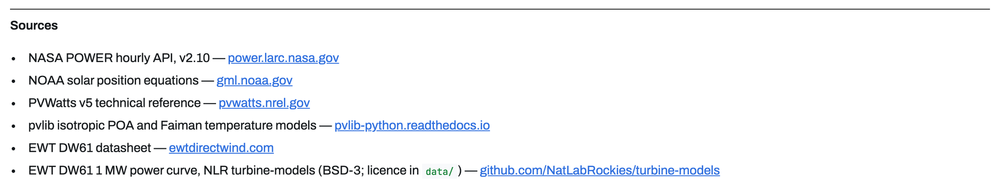 Sources
• NASA POWER hourly API, v2.10 — power.larc.nasa.gov
• NOAA solar position equations — gml.noaa.gov
• PVWatts v5 technical reference — pvwatts.nrel.gov
• pvlib isotropic POA and Faiman temperature models — pvlib-python.readthedocs.io
• EWT DW61 datasheet — ewtdirectwind.com
• EWT DW61 1 MW power curve, NLR turbine-models (BSD-3; licence in data/ ) — github.com/NatLabRockies/turbine-models